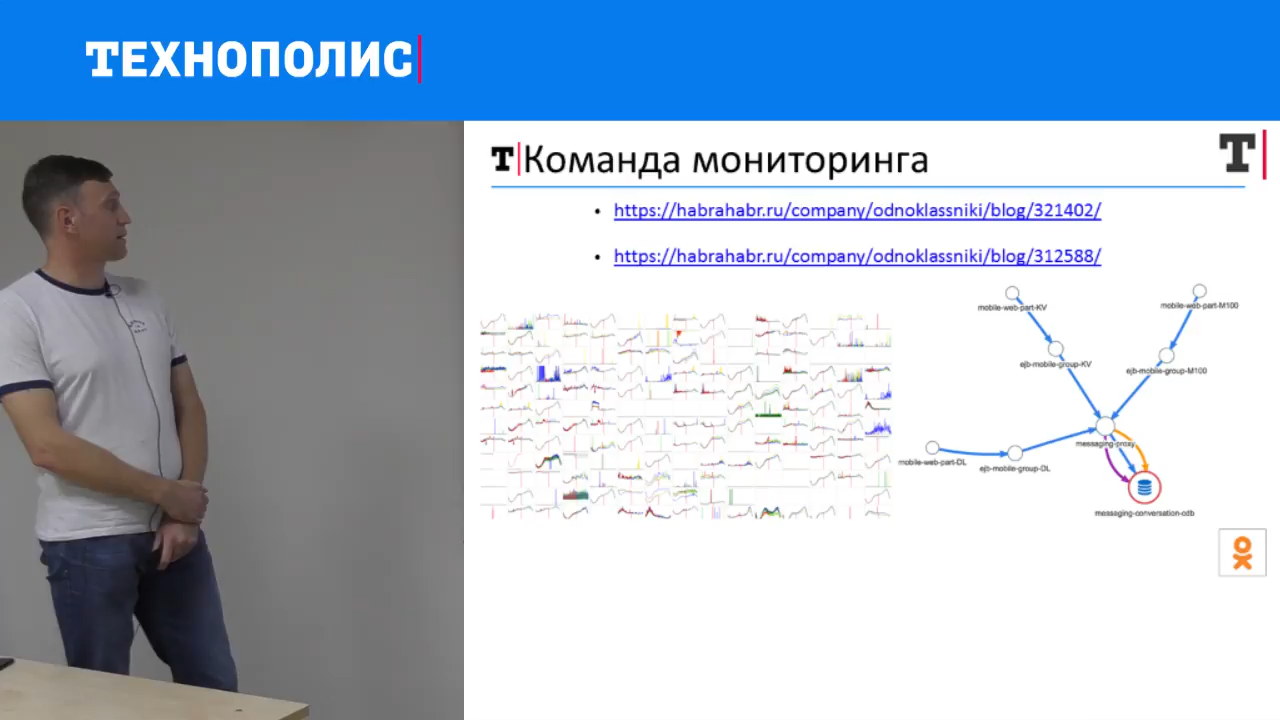 ТЕХНОПОЛИС
Т Команда мониторинга
Т
https://habrahabr.ru/company/odnoklassniki/blog/321402/
https://habrahabr.ru/company/odnoklassniki/blog/312588/
mobile-web-part-KV
mobile-web-part-M100
ejb-mobile-group-KV
ejb-mobile-group-M100
messaging-proxy
mobile-web-part-DL
ejb-mobile-group-DL
messaging-conversation-cdb